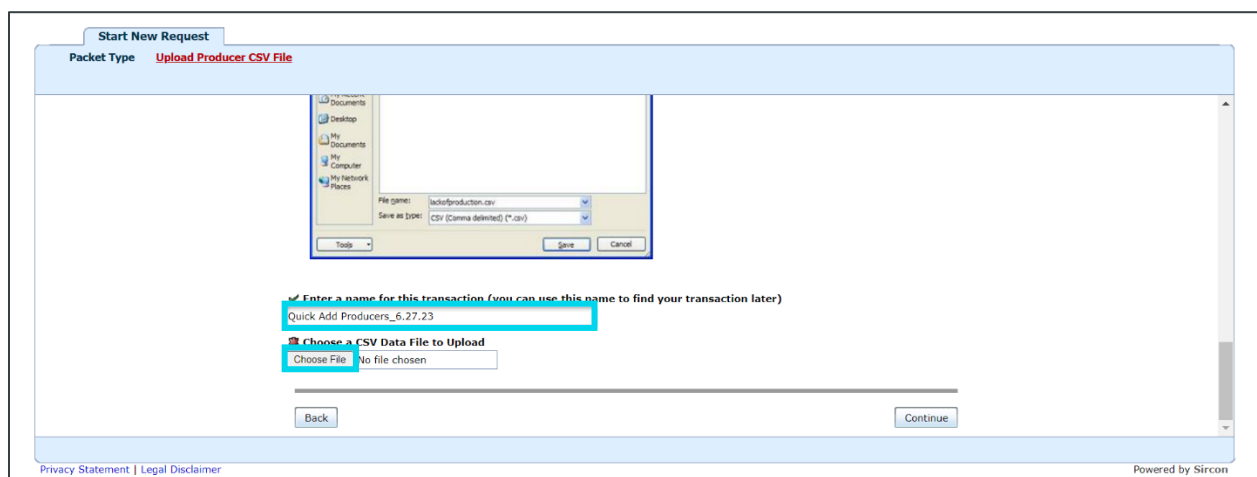 Start New Request
Packet Type Upload Producer CSV File
Documents
Desktop
My
Documents
My
Computer
My Network
Places
File name: lackofproduction.csv
Save as type: CSV (Comma delimited) (*.csv)
Tools Save Cancel
Enter a name for this transaction (you can use this name to find your transaction later)
Quick Add Producers_6.27.23
Choose a CSV Data File to Upload
Choose File No file chosen
Back Continue
Privacy Statement | Legal Disclaimer Powered by Sircon